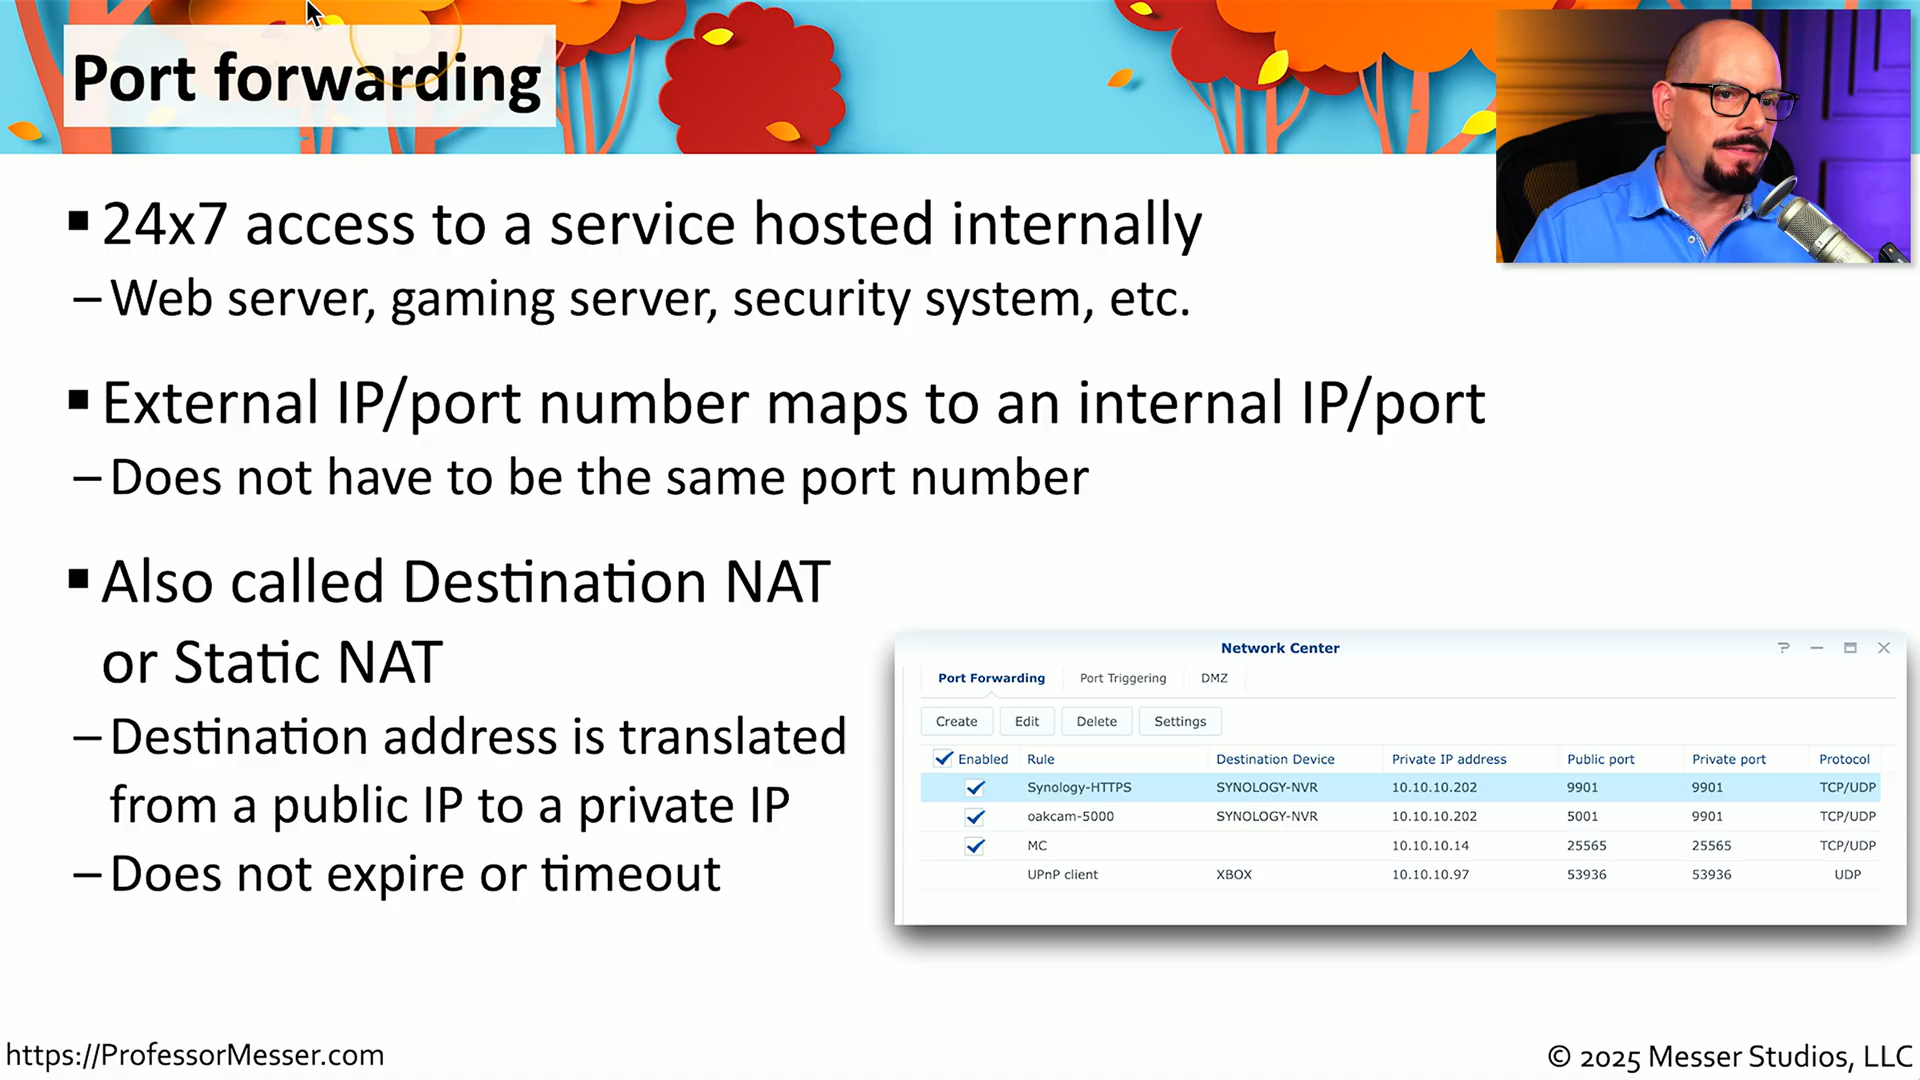 Port forwarding
▪ 24x7 access to a service hosted internally
– Web server, gaming server, security system, etc.
▪ External IP/port number maps to an internal IP/port
– Does not have to be the same port number
▪ Also called Destination NAT
or Static NAT
– Destination address is translated
from a public IP to a private IP
– Does not expire or timeout
Network Center
Port Forwarding Port Triggering DMZ
Create Edit Delete Settings
Enabled Rule Destination Device Private IP address Public port Private port Protocol
Synology-HTTPS SYNOLOGY-NVR 10.10.10.202 9901 9901 TCP/UDP
oakcam-5000 SYNOLOGY-NVR 10.10.10.202 5001 9901 TCP/UDP
MC 10.10.10.14 25565 25565 TCP/UDP
UPnP client XBOX 10.10.10.97 53936 53936 UDP
https://ProfessorMesser.com
© 2025 Messer Studios, LLC